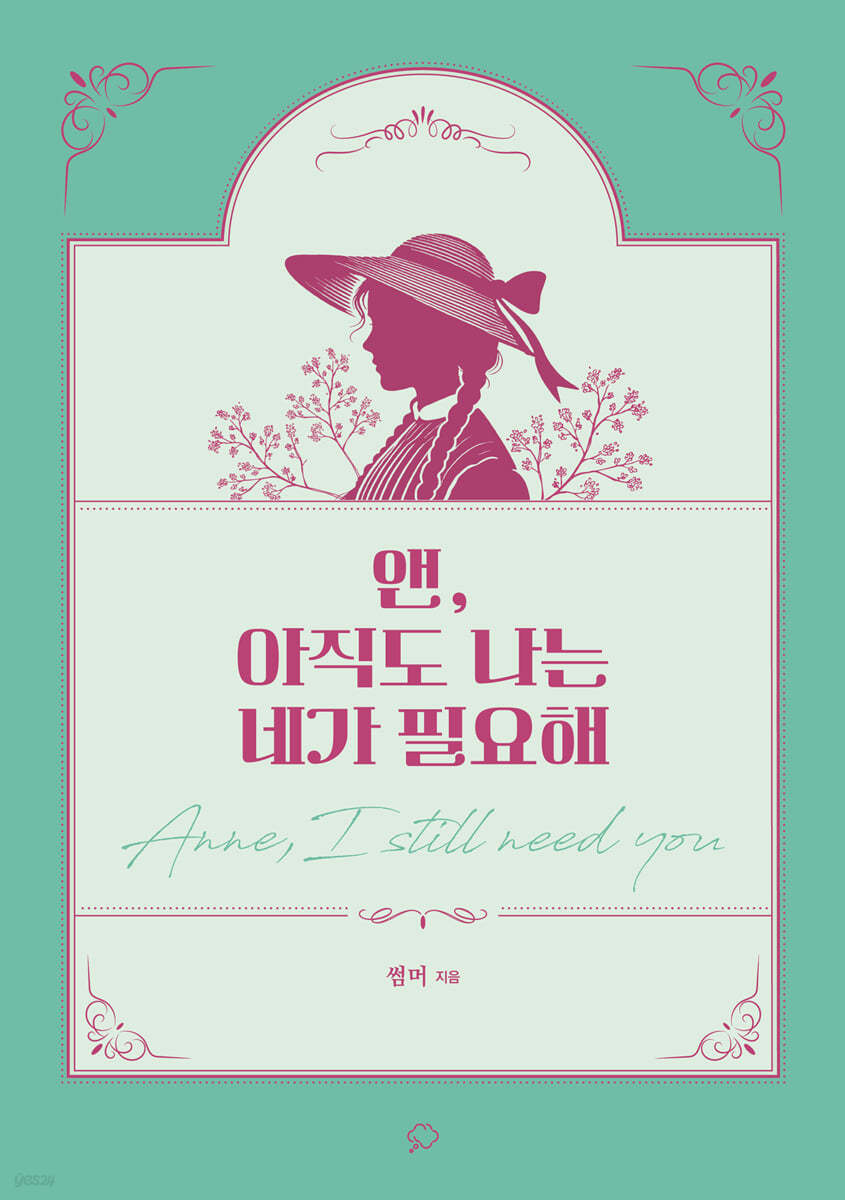 앤,
아직도 나는
네가 필요해
Anne, I still need you
썸머 지음
yes24